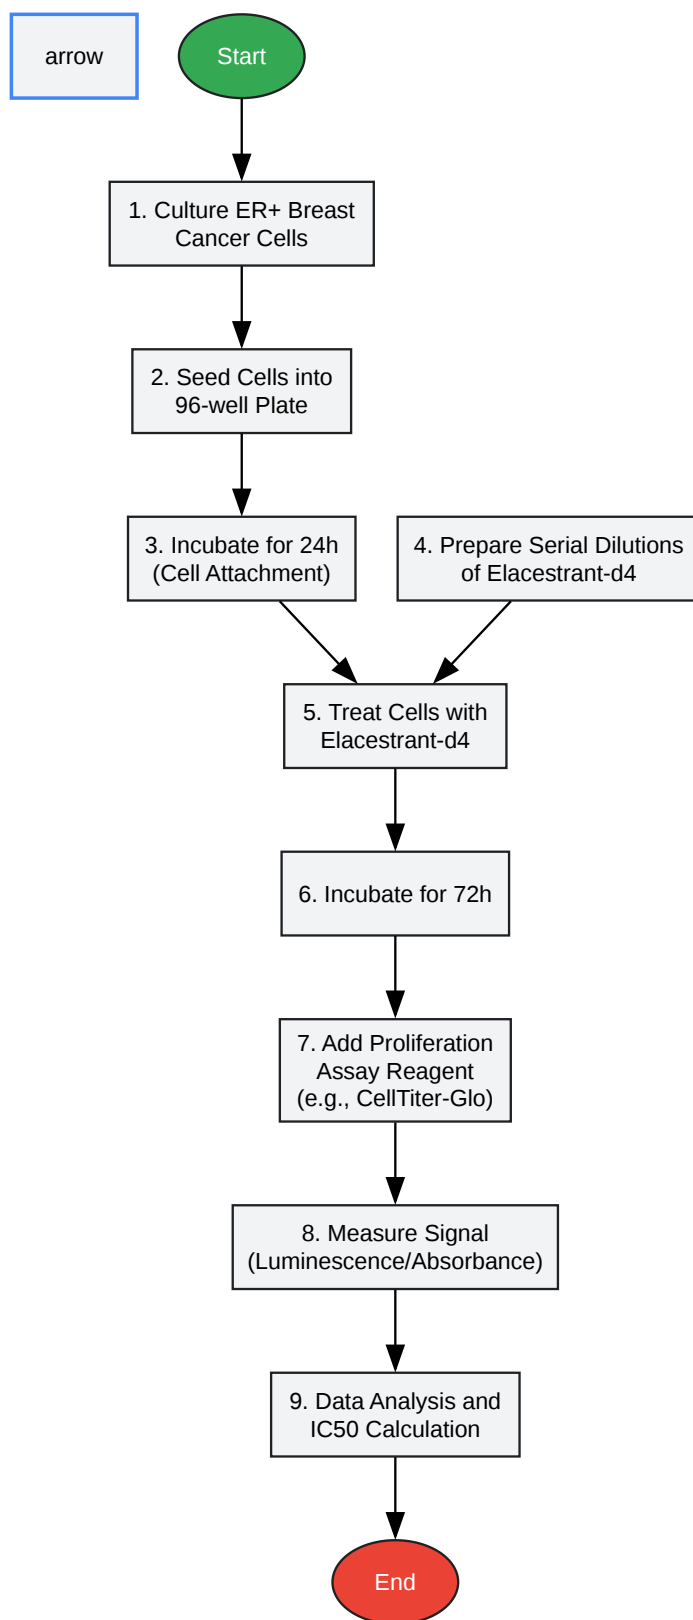 arrow
Start
1. Culture ER+ Breast
Cancer Cells
2. Seed Cells into
96-well Plate
3. Incubate for 24h
(Cell Attachment)
4. Prepare Serial Dilutions
of Elacestrant-d4
5. Treat Cells with
Elacestrant-d4
6. Incubate for 72h
7. Add Proliferation
Assay Reagent
(e.g., CellTiter-Glo)
8. Measure Signal
(Luminescence/Absorbance)
9. Data Analysis and
IC50 Calculation
End